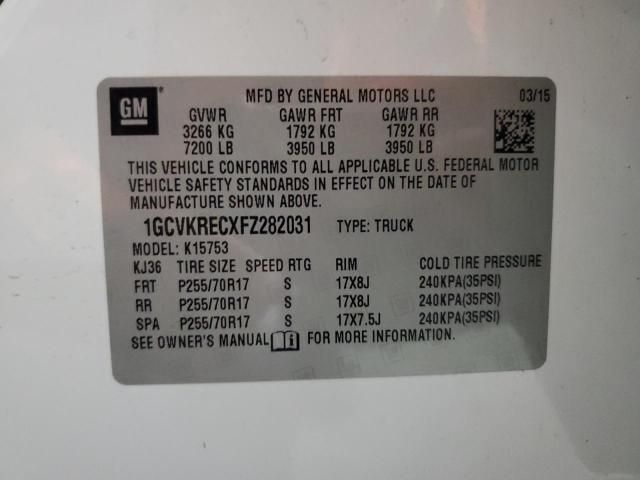 GM ®
MFD BY GENERAL MOTORS LLC 03/15
GVWR GAWR FRT GAWR RR
3266 KG 1792 KG 1792 KG
7200 LB 3950 LB 3950 LB
THIS VEHICLE CONFORMS TO ALL APPLICABLE U.S. FEDERAL MOTOR
VEHICLE SAFETY STANDARDS IN EFFECT ON THE DATE OF
MANUFACTURE SHOWN ABOVE.
1GCVKRECXFZ282031 TYPE: TRUCK
MODEL: K15753
KJ36 TIRE SIZE SPEED RTG RIM COLD TIRE PRESSURE
FRT P255/70R17 S 17X8J 240KPA(35PSI)
RR P255/70R17 S 17X8J 240KPA(35PSI)
SPA P255/70R17 S 17X7.5J 240KPA(35PSI)
SEE OWNER'S MANUAL FOR MORE INFORMATION.